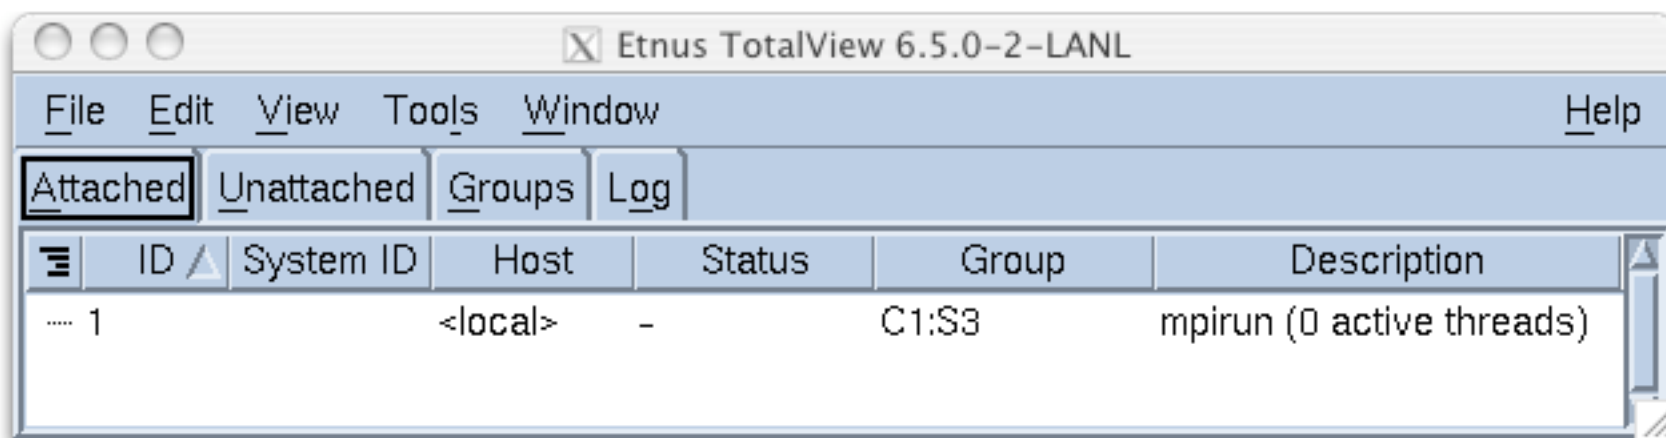 Etnus TotalView 6.5.0-2-LANL
File Edit View Tools Window Help
Attached Unattached Groups Log
ID System ID Host Status Group Description
1 <local> - C1:S3 mpirun (0 active threads)